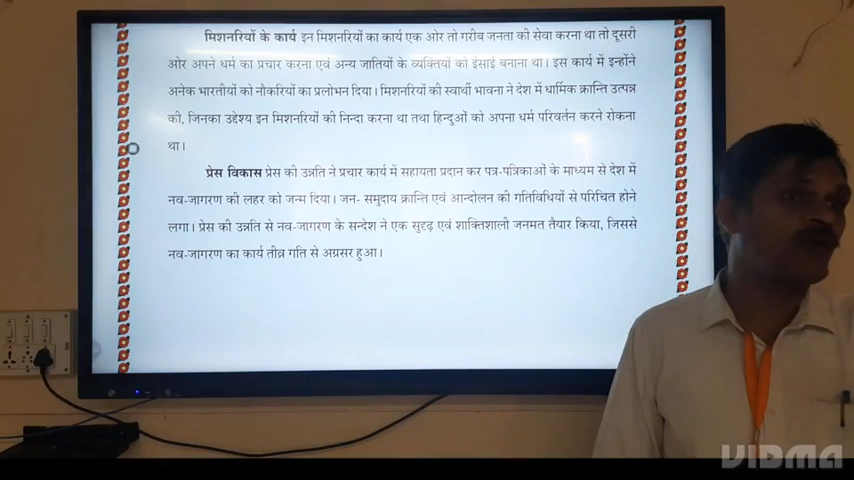 मिशनरियों के कार्य इन मिशनरियों का कार्य एक ओर तो गरीब जनता की सेवा करना था तो दूसरी
ओर अपने धर्म का प्रचार करना एवं अन्य जातियों के व्यक्तियों को ईसाई बनाना था। इस कार्य में इन्होंने
अनेक भारतीयों को नौकरियों का प्रलोभन दिया। मिशनरियों की स्वार्थी भावना ने देश में धार्मिक क्रान्ति उत्पन्न
की, जिनका उद्देश्य इन मिशनरियों की निन्दा करना था तथा हिन्दुओं को अपना धर्म परिवर्तन करने रोकना
था।
प्रेस विकास प्रेस की उन्नति ने प्रचार कार्य में सहायता प्रदान कर पत्र-पत्रिकाओं के माध्यम से देश में
नव-जागरण की लहर को जन्म दिया। जन- समुदाय क्रान्ति एवं आन्दोलन की गतिविधियों से परिचित होने
लगा। प्रेस की उन्नति से नव-जागरण के सन्देश ने एक सुदृढ़ एवं शाक्तिशाली जनमत तैयार किया, जिससे
नव-जागरण का कार्य तीव्र गति से अग्रसर हुआ।
VIDMA